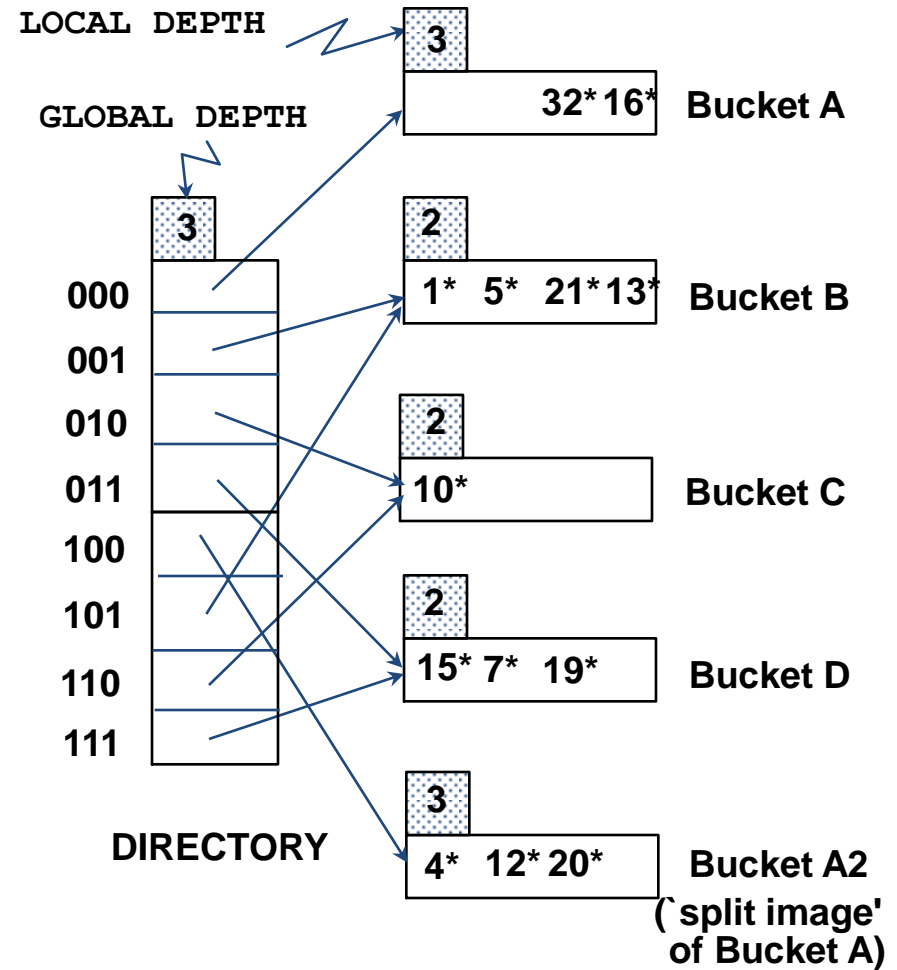 LOCAL DEPTH
3
32* 16* Bucket A
GLOBAL DEPTH
3
2
1* 5* 21* 13* Bucket B
000
001
010
011
100
101
110
111
DIRECTORY
2
10* Bucket C
2
15* 7* 19* Bucket D
3
4* 12* 20* Bucket A2
(`split image'
of Bucket A)